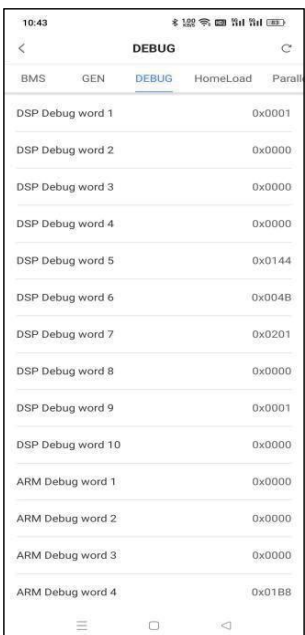 10:43
DEBUG
BMS GEN DEBUG HomeLoad Paralle
DSP Debug word 1 0x0001
DSP Debug word 2 0x0000
DSP Debug word 3 0x0000
DSP Debug word 4 0x0000
DSP Debug word 5 0x0144
DSP Debug word 6 0x004B
DSP Debug word 7 0x0201
DSP Debug word 8 0x0000
DSP Debug word 9 0x0001
DSP Debug word 10 0x0000
ARM Debug word 1 0x0000
ARM Debug word 2 0x0000
ARM Debug word 3 0x0000
ARM Debug word 4 0x01B8